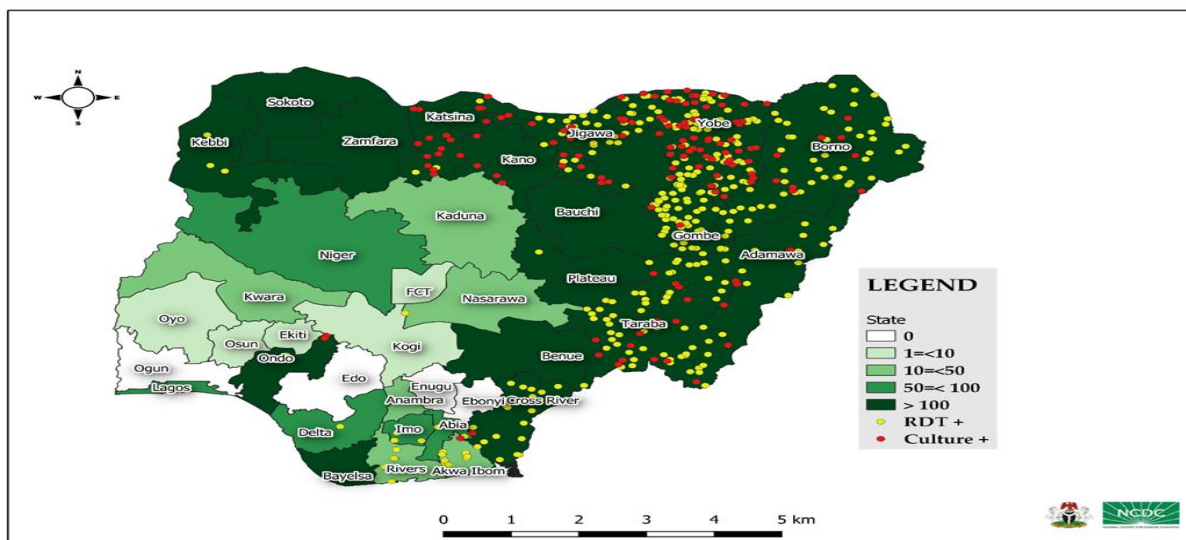 N
W E
S
Sokoto
Kebbi
Zamfara
Katsina
Kano
Jigawa
Yobe
Borno
Bauchi
Kaduna
Gombe
Adamawa
Niger
Plateau
FCT
Nasarawa
Kwara
Taraba
Oyo
Osun
Ekiti
Kogi
Benue
Ondo
Ogun
Edo
Lagos
Enugu
Anambra
Ebonyi
Cross River
Delta
Imo
Abia
Bayelsa
Rivers
Akwa Ibom
LEGEND
State
0
1=<10
10=<50
50=< 100
> 100
RDT +
Culture +
0 1 2 3 4 5 km
NCDC